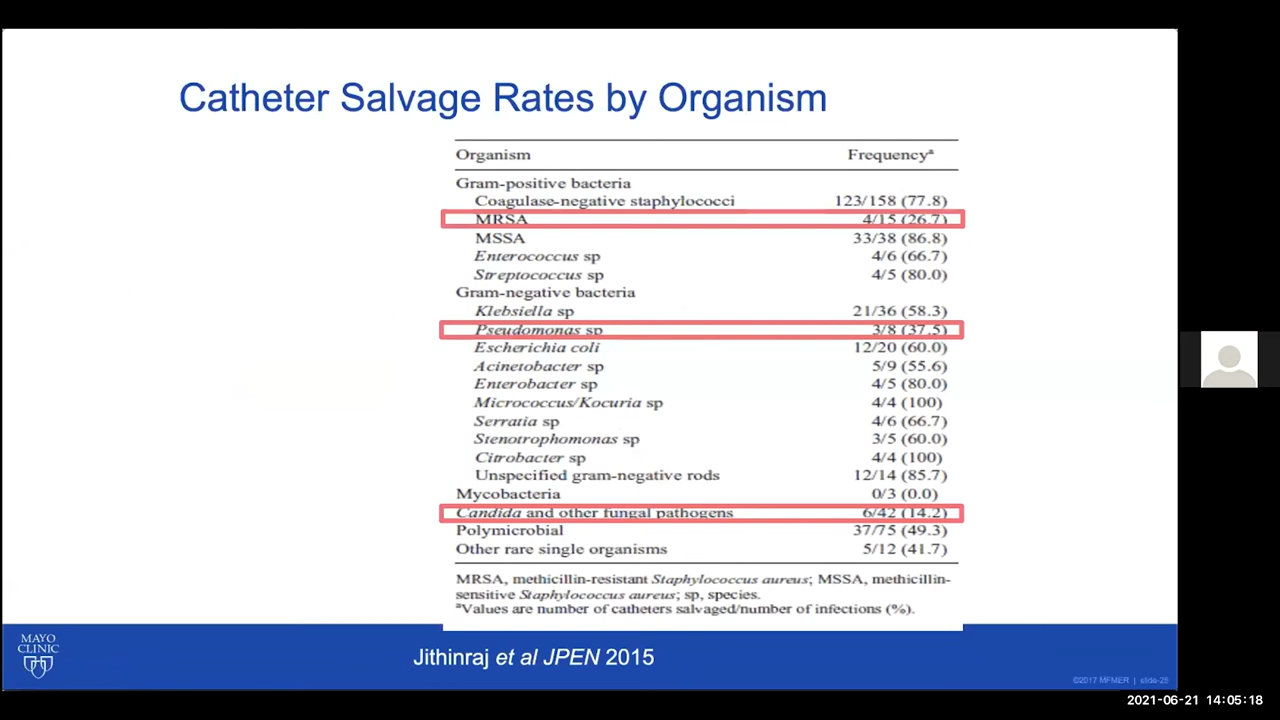 Catheter Salvage Rates by Organism
Organism Frequencyᵃ
Gram-positive bacteria
Coagulase-negative staphylococci 123/158 (77.8)
MRSA 4/15 (26.7)
MSSA 33/38 (86.8)
Enterococcus sp 4/6 (66.7)
Streptococcus sp 4/5 (80.0)
Gram-negative bacteria
Klebsiella sp 21/36 (58.3)
Pseudomonas sp 3/8 (37.5)
Escherichia coli 12/20 (60.0)
Acinetobacter sp 5/9 (55.6)
Enterobacter sp 4/5 (80.0)
Micrococcus/Kocuria sp 4/4 (100)
Serratia sp 4/6 (66.7)
Stenotrophomonas sp 3/5 (60.0)
Citrobacter sp 4/4 (100)
Unspecified gram-negative rods 12/14 (85.7)
Mycobacteria 0/3 (0.0)
Candida and other fungal pathogens 6/42 (14.2)
Polymicrobial 37/75 (49.3)
Other rare single organisms 5/12 (41.7)
MRSA, methicillin-resistant Staphylococcus aureus; MSSA, methicillin-
sensitive Staphylococcus aureus; sp, species.
ᵃValues are number of catheters salvaged/number of infections (%).
MAYO
CLINIC
Jithinraj et al JPEN 2015
©2017 MFMER | slide-25
2021-06-21 14:05:18